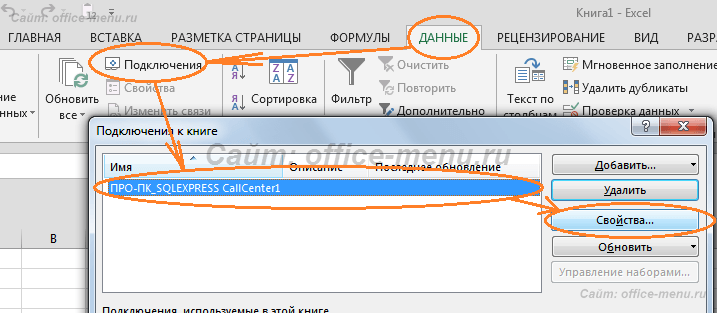 Сайт: office-menu.ru
12
Книга1 - Excel
ГЛАВНАЯ ВСТАВКА РАЗМЕТКА СТРАНИЦЫ ФОРМУЛЫ ДАННЫЕ РЕЦЕНЗИРОВАНИЕ ВИД РАЗРА
Подключения
Свойства
Изменить связи
Обновить
все
Сортировка
Фильтр
Очистить
Повторить
Дополнительно
Текст по
столбцам
Мгновенное заполнение
Удалить дубликаты
Проверка данных
Подключения к книге
Сайт: office-menu.ru
Имя Описание Последнее обновление
ПРО-ПК_SQLEXPRESS CallCenter1
Добавить...
Удалить
Свойства...
Обновить
Управление наборами...
B
Сайт: office-menu.ru
Подключения, используемые в этой книге